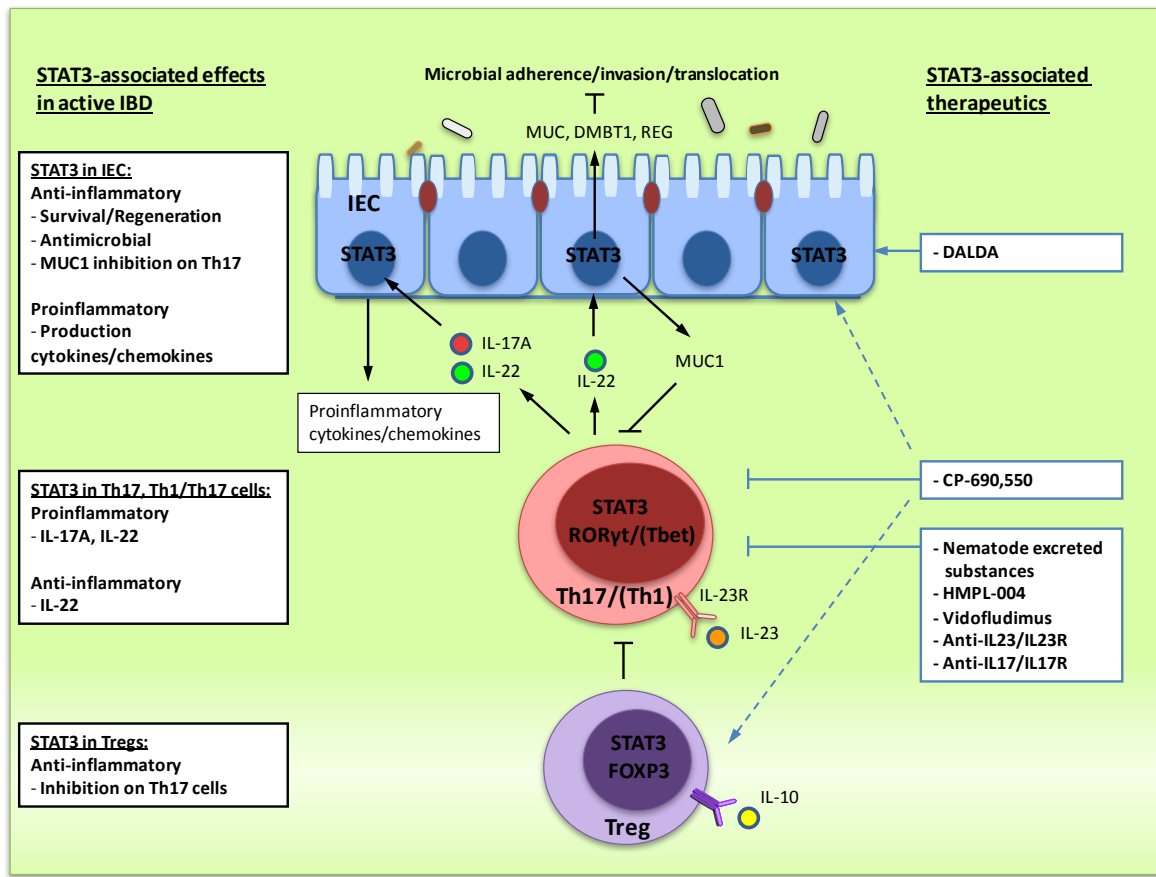 STAT3-associated effects
in active IBD
STAT3 in IEC:
Anti-inflammatory
- Survival/Regeneration
- Antimicrobial
- MUC1 inhibition on Th17
Proinflammatory
- Production
cytokines/chemokines
STAT3 in Th17, Th1/Th17 cells:
Proinflammatory
- IL-17A, IL-22
Anti-inflammatory
- IL-22
STAT3 in Tregs:
Anti-inflammatory
- Inhibition on Th17 cells
Microbial adherence/invasion/translocation
MUC, DMBT1, REG
IEC
STAT3
STAT3
STAT3
IL-17A
IL-22
IL-22
MUC1
Proinflammatory
cytokines/chemokines
STAT3
RORγt/(Tbet)
Th17/(Th1)
IL-23R
IL-23
STAT3
FOXP3
Treg
IL-10
STAT3-associated
therapeutics
- DALDA
- CP-690,550
- Nematode excreted
substances
- HMPL-004
- Vidofludimus
- Anti-IL23/IL23R
- Anti-IL17/IL17R